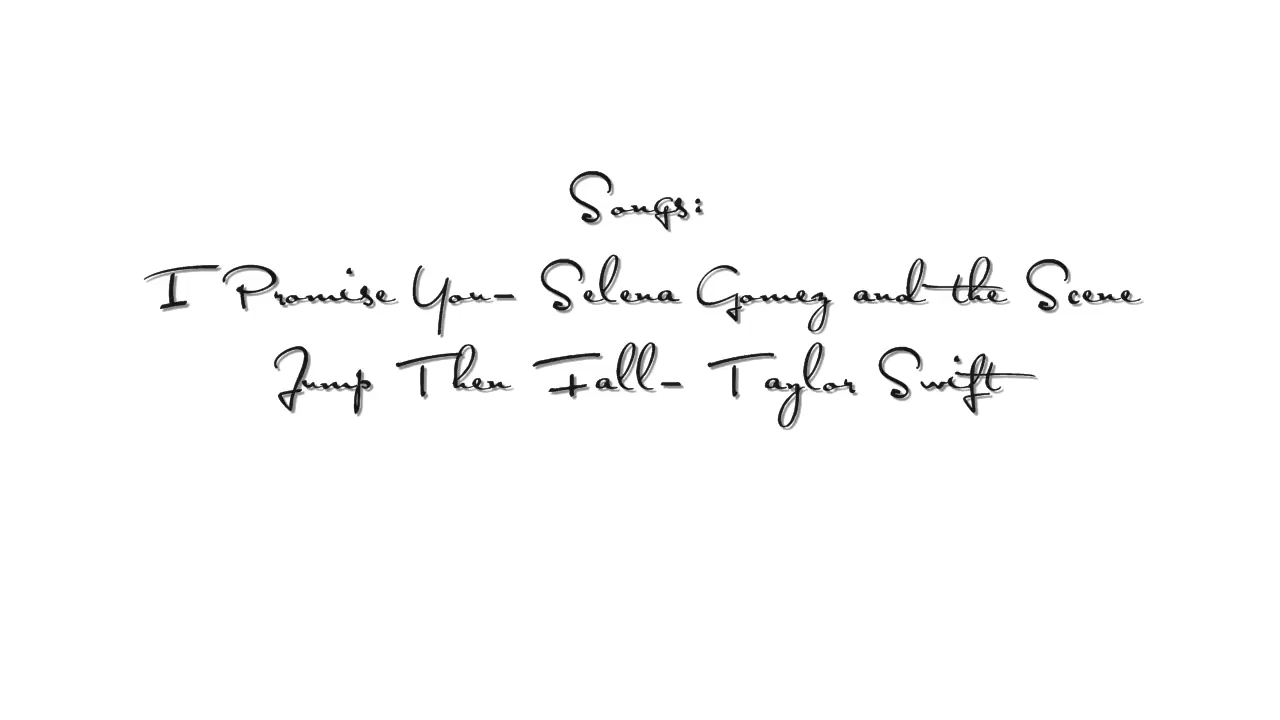 Songs:
I Promise You- Selena Gomez and the Scene
Jump Then Fall- Taylor Swift